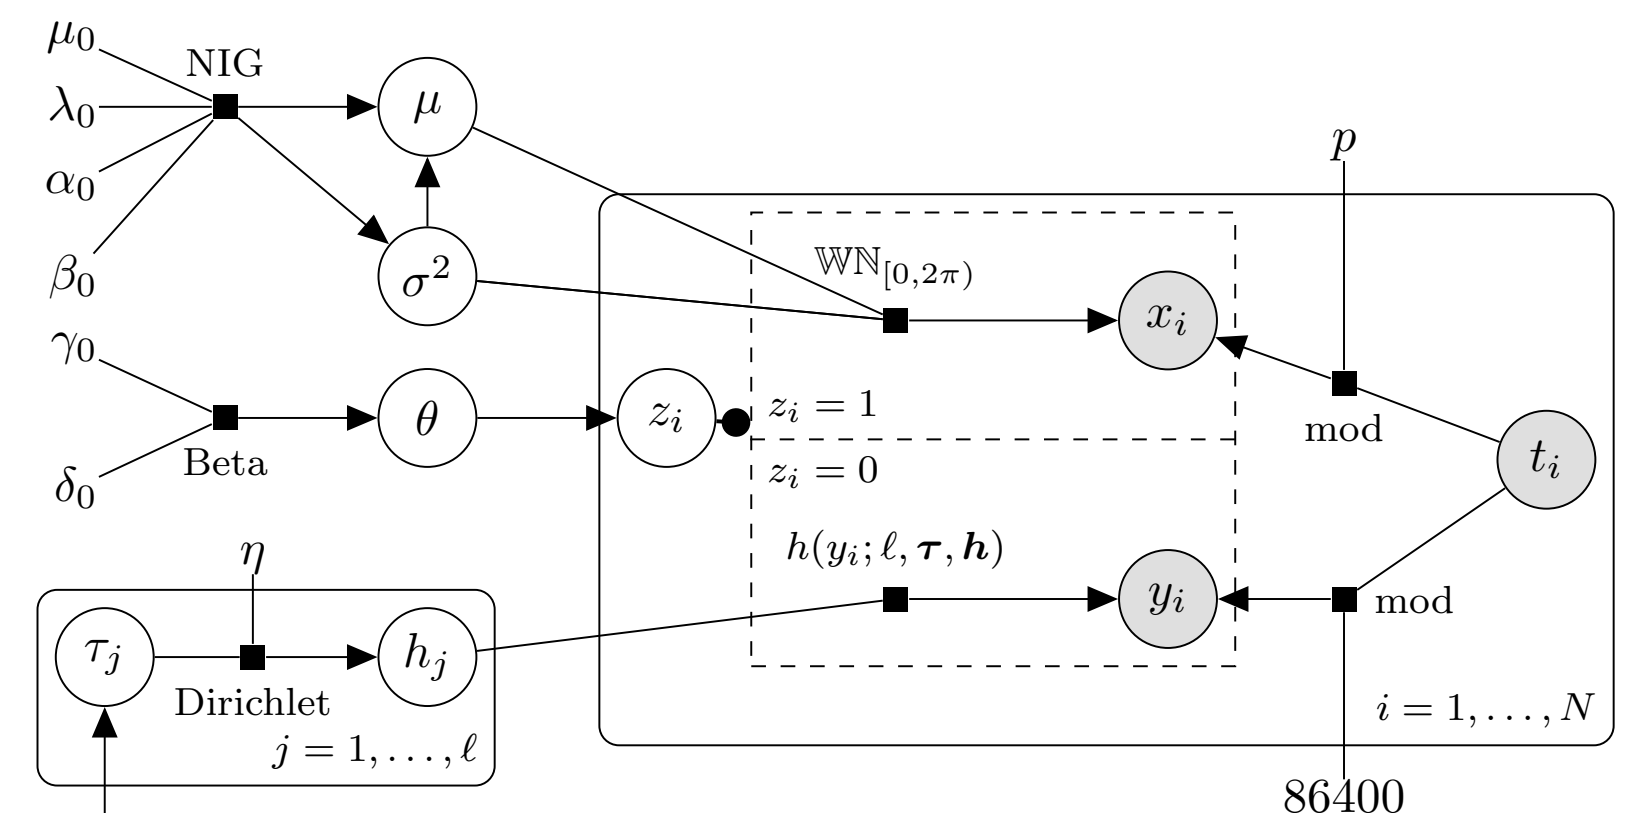 μ₀
NIG
λ₀
μ
α₀
σ²
β₀
p
𝕎ℕ[0,2π)
xᵢ
γ₀
θ
zᵢ
zᵢ = 1
mod
δ₀
Beta
zᵢ = 0
tᵢ
η
h(yᵢ; ℓ, 𝝉, 𝒉)
yᵢ
mod
τⱼ
hⱼ
Dirichlet
j = 1, . . . , ℓ
i = 1, . . . , N
86400